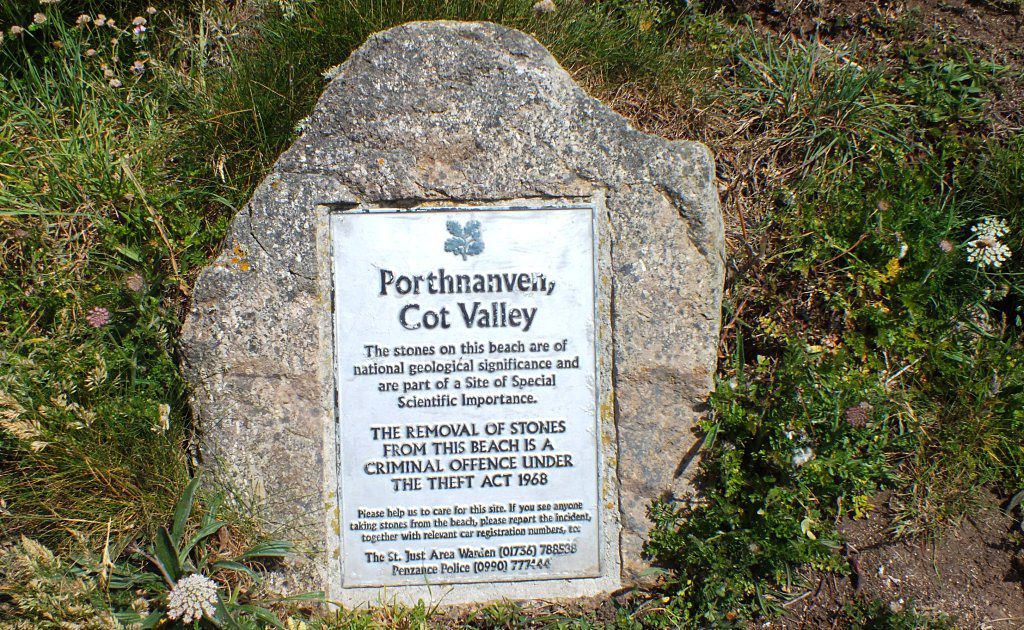 Porthnanven,
Cot Valley
The stones on this beach are of
national geological significance and
are part of a Site of Special
Scientific Importance.
THE REMOVAL OF STONES
FROM THIS BEACH IS A
CRIMINAL OFFENCE UNDER
THE THEFT ACT 1968
Please help us to care for this site. If you see anyone
taking stones from the beach, please report the incident,
together with relevant car registration numbers, to:
The St. Just Area Warden (01736)
Penzance Police (0990)